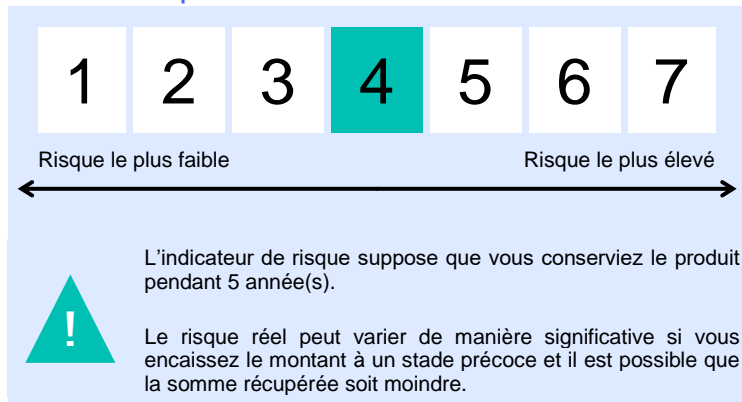 1 2 3 4 5 6 7
Risque le plus faible Risque le plus élevé
L'indicateur de risque suppose que vous conserviez le produit
pendant 5 année(s).
!
Le risque réel peut varier de manière significative si vous
encaissez le montant à un stade précoce et il est possible que
la somme récupérée soit moindre.